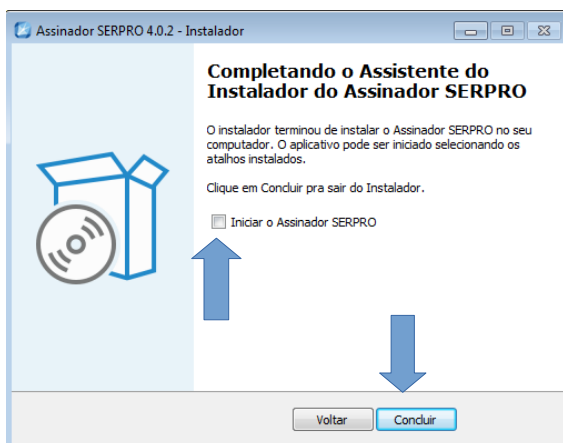 Assinador SERPRO 4.0.2 - Instalador
Completando o Assistente do
Instalador do Assinador SERPRO
O instalador terminou de instalar o Assinador SERPRO no seu
computador. O aplicativo pode ser iniciado selecionando os
atalhos instalados.
Clique em Concluir pra sair do Instalador.
Iniciar o Assinador SERPRO
Voltar
Concluir